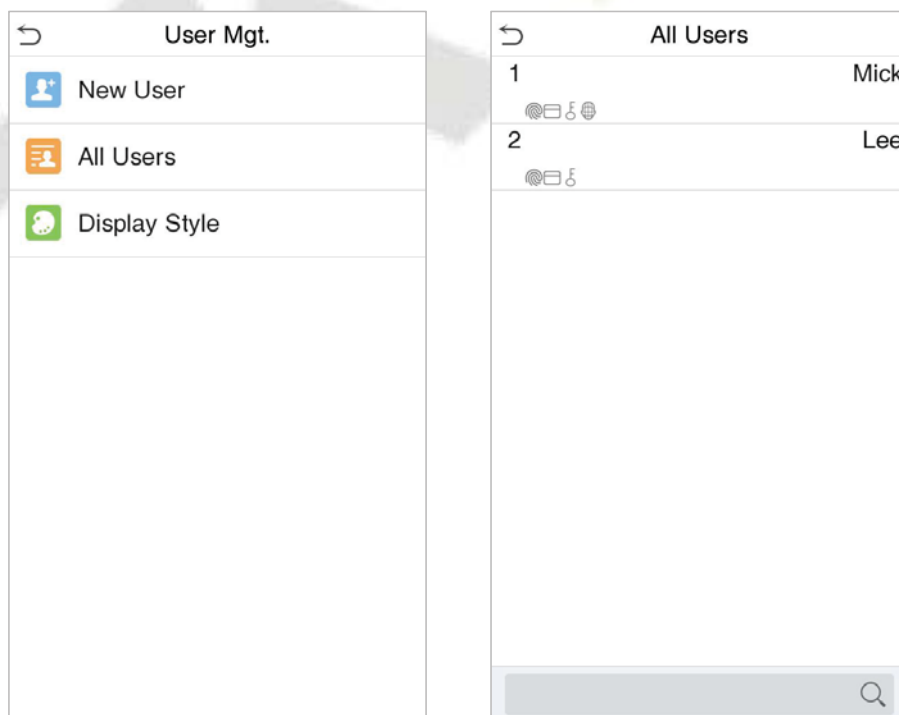 User Mgt.
New User
All Users
Display Style
All Users
1 Mick
2 Lee